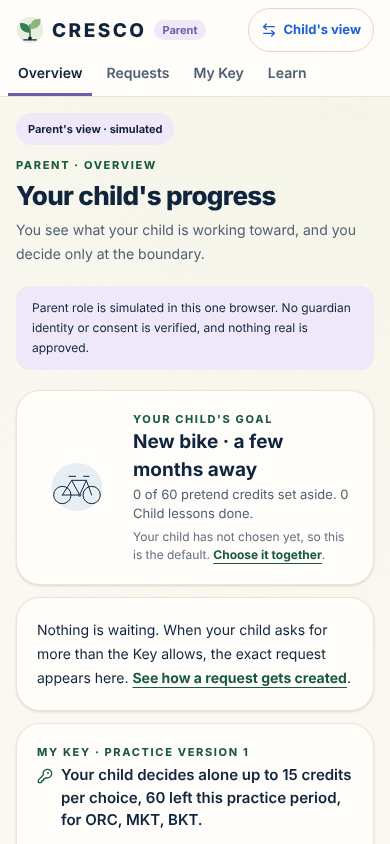 CRESCO Parent
Child's view
Overview Requests My Key Learn
Parent's view · simulated
PARENT · OVERVIEW
Your child's progress
You see what your child is working toward, and you
decide only at the boundary.
Parent role is simulated in this one browser. No guardian
identity or consent is verified, and nothing real is
approved.
YOUR CHILD'S GOAL
New bike · a few
months away
0 of 60 pretend credits set aside. 0
Child lessons done.
Your child has not chosen yet, so this
is the default. Choose it together.
Nothing is waiting. When your child asks for
more than the Key allows, the exact request
appears here. See how a request gets created.
MY KEY · PRACTICE VERSION 1
Your child decides alone up to 15 credits
per choice, 60 left this practice period,
for ORC, MKT, BKT.